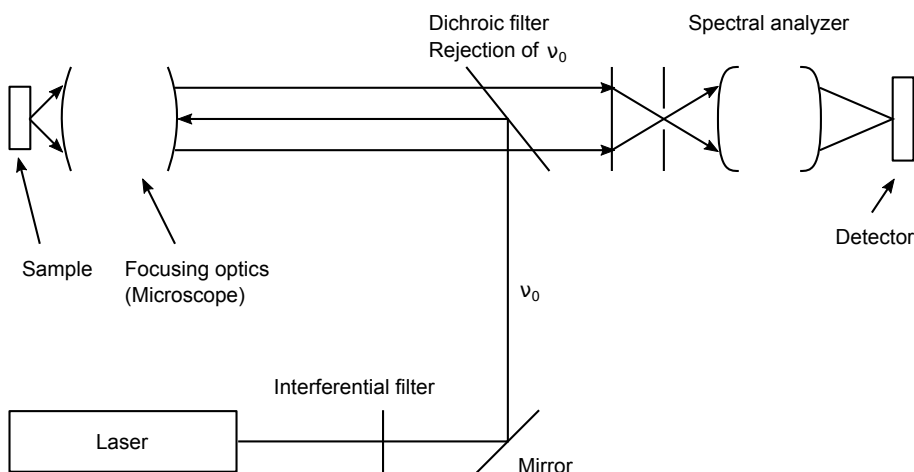 Dichroic filter
Rejection of ν₀
Spectral analyzer
Sample
Focusing optics
(Microscope)
Detector
ν₀
Interferential filter
Laser
Mirror